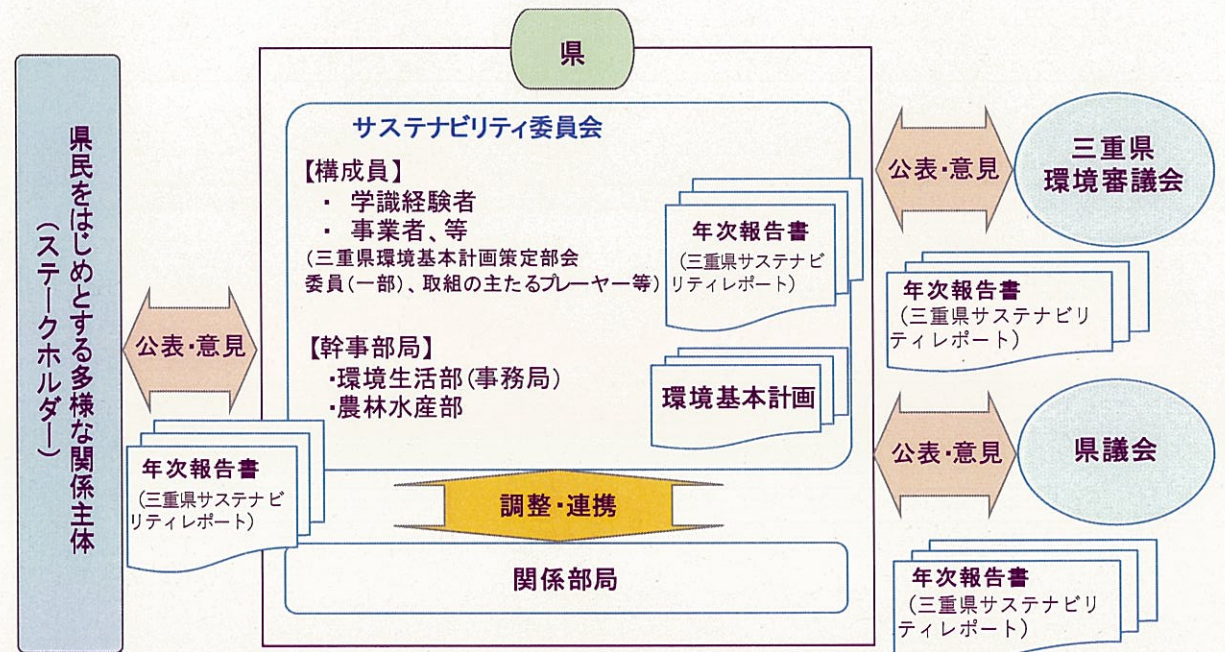 県
県民をはじめとする多様な関係主体
(ステークホルダー)
公表・意見
年次報告書
(三重県サステナビ
リティレポート)
サステナビリティ委員会
【構成員】
・ 学識経験者
・ 事業者、等
(三重県環境基本計画策定部会
委員(一部)、取組の主たるプレーヤー等)
【幹事部局】
・環境生活部(事務局)
・農林水産部
年次報告書
(三重県サステナビ
リティレポート)
環境基本計画
調整・連携
関係部局
公表・意見
三重県
環境審議会
年次報告書
(三重県サステナビリ
ティレポート)
公表・意見
県議会
年次報告書
(三重県サステナビリ
ティレポート)